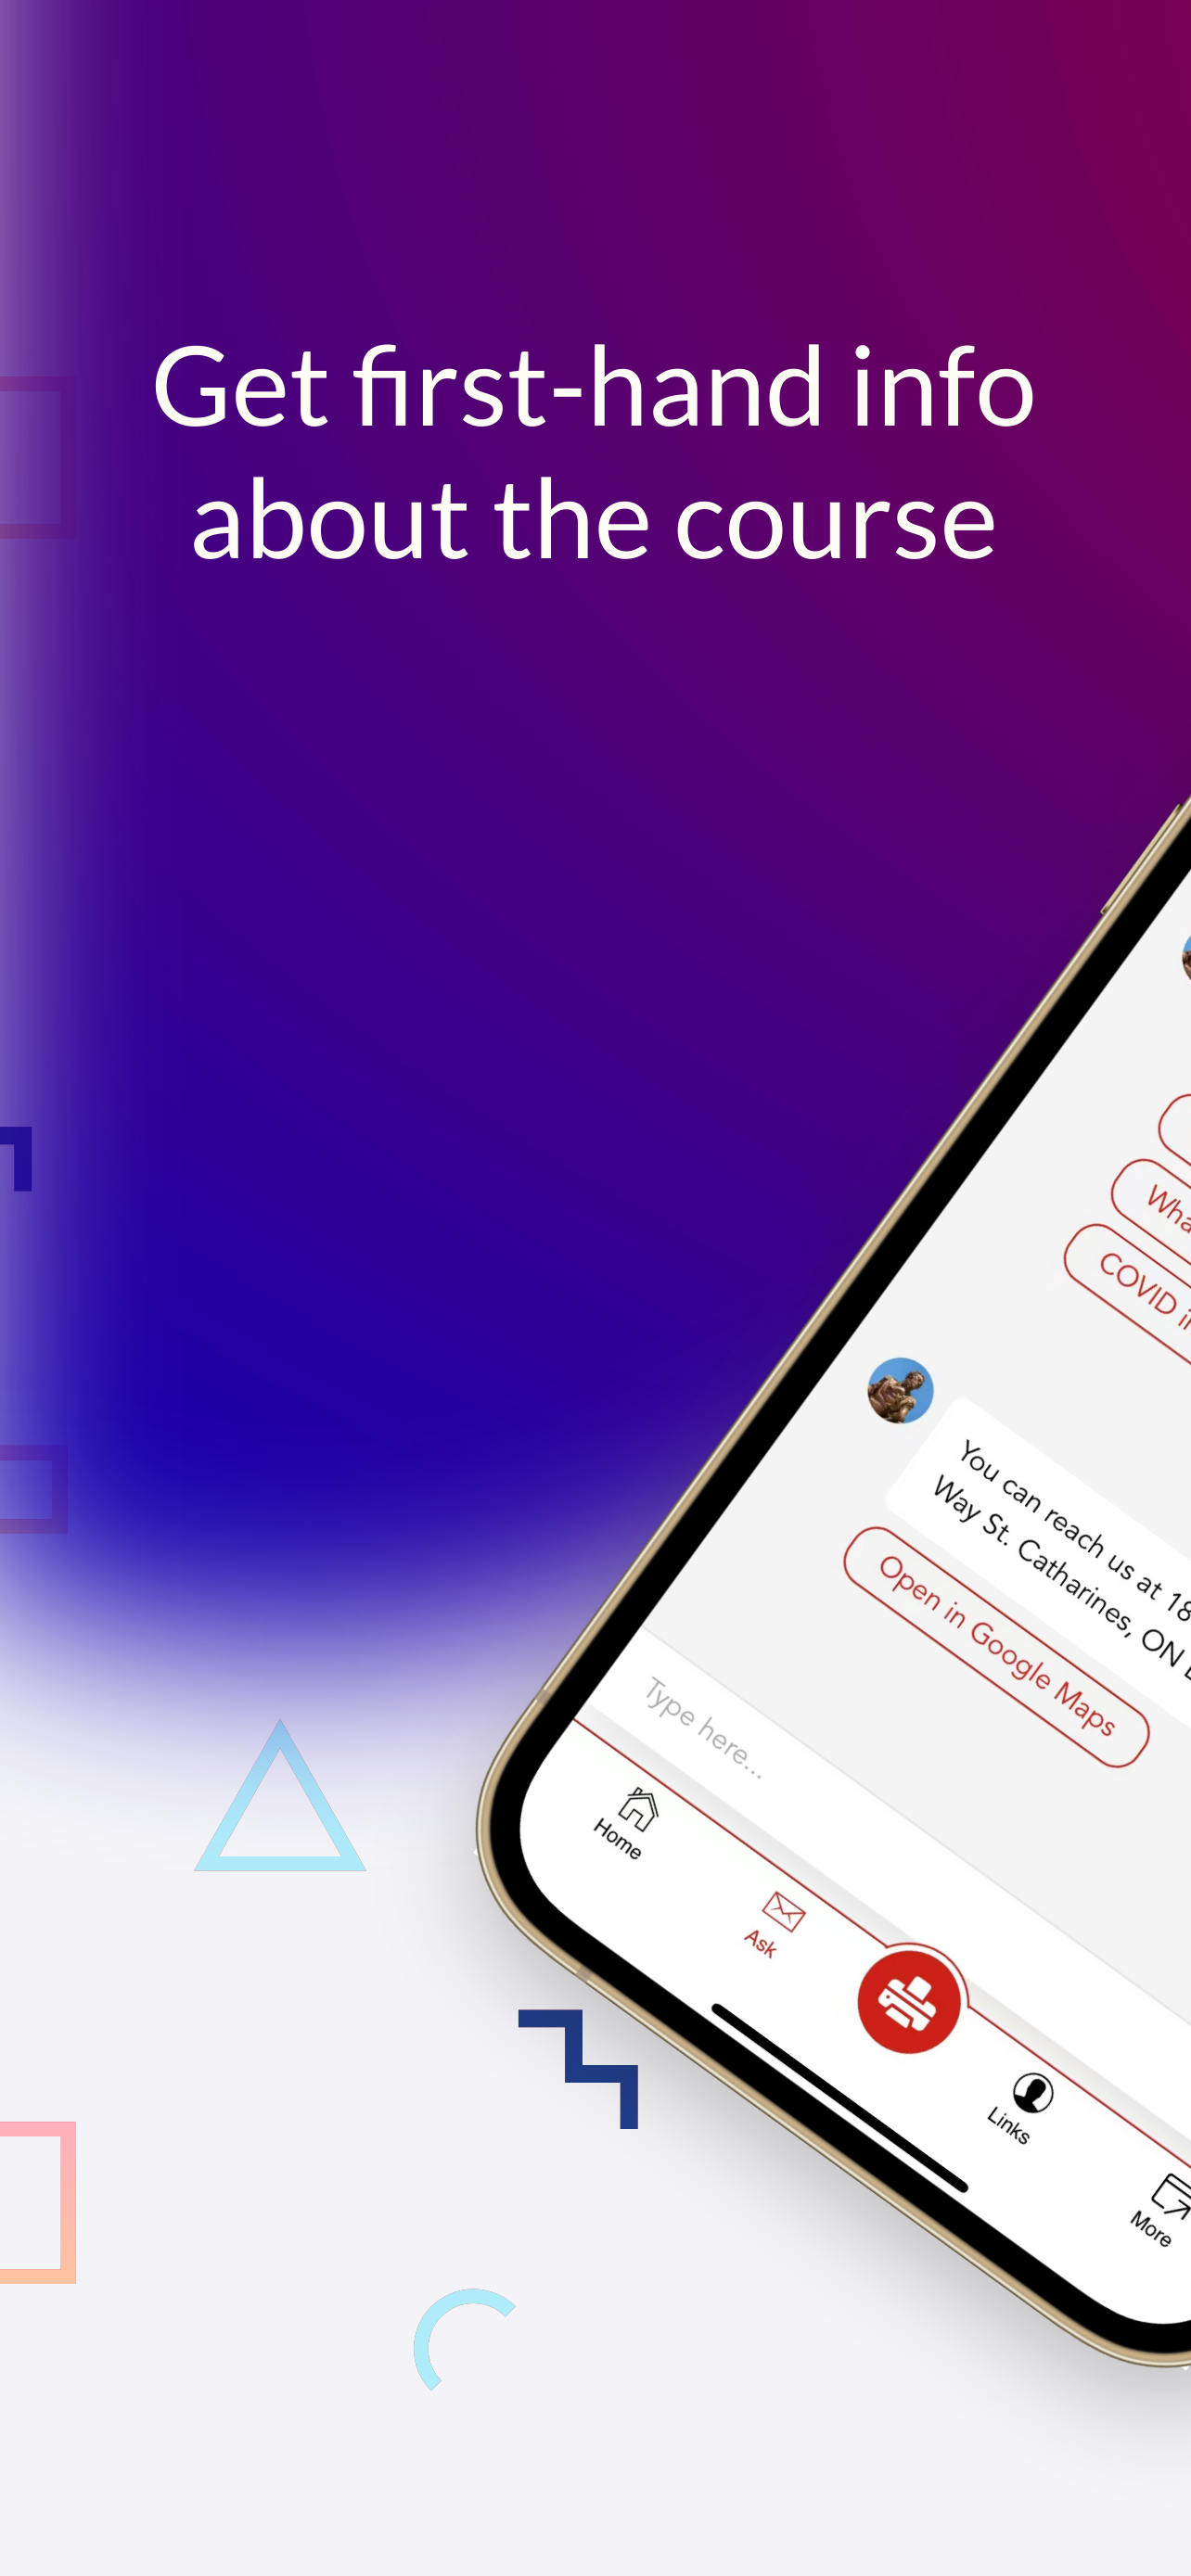 Get first-hand info
about the course
COVID
You can reach us at
Way St. Catharines, ON
Open in Google Maps
Type here...
Home
Ask
Links
More